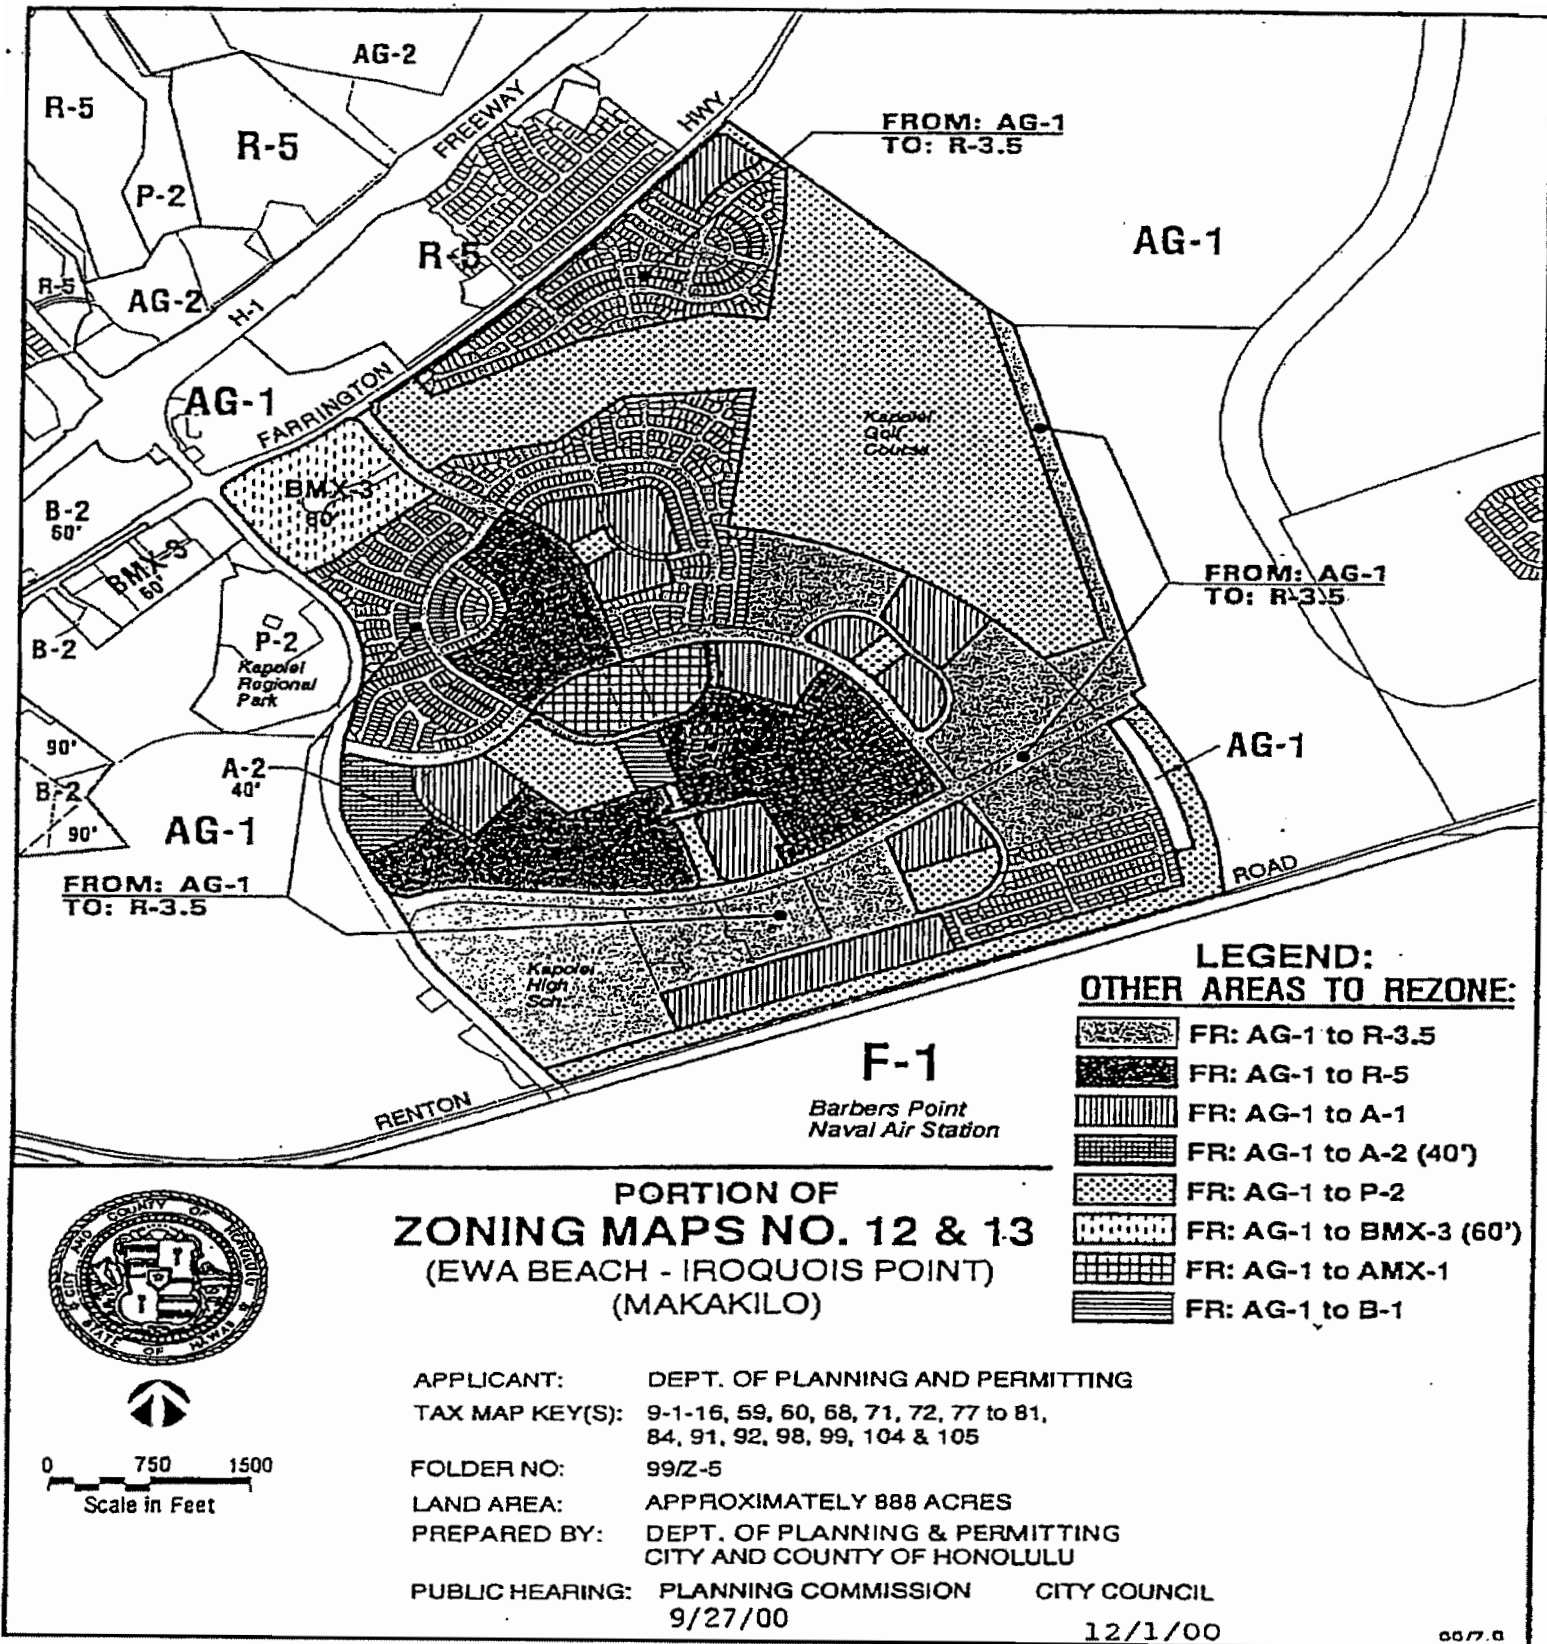 AG-2
R-5
R-5
P-2
FREEWAY
HWY.
FROM: AG-1
TO: R-3.5
AG-1
R-5
R-5
AG-2
H-1
AG-1
FARRINGTON
Kapolei
Golf
Course
BMX-3
B-2
60'
BMX-3
60'
FROM: AG-1
TO: R-3.5
B-2
P-2
Kapolei
Regional
Park
90'
B-2
90'
A-2
40'
AG-1
AG-1
FROM: AG-1
TO: R-3.5
ROAD
Kapolei
High
Sch.
RENTON
F-1
Barbers Point
Naval Air Station
LEGEND:
OTHER AREAS TO REZONE:
FR: AG-1 to R-3.5
FR: AG-1 to R-5
FR: AG-1 to A-1
FR: AG-1 to A-2 (40')
FR: AG-1 to P-2
FR: AG-1 to BMX-3 (60')
FR: AG-1 to AMX-1
FR: AG-1 to B-1
PORTION OF
ZONING MAPS NO. 12 & 13
(EWA BEACH - IROQUOIS POINT)
(MAKAKILO)
CITY AND COUNTY OF HONOLULU
STATE OF HAWAII
0 750 1500
Scale in Feet
APPLICANT: DEPT. OF PLANNING AND PERMITTING
TAX MAP KEY(S): 9-1-16, 59, 60, 68, 71, 72, 77 to 81,
84, 91, 92, 98, 99, 104 & 105
FOLDER NO: 99/Z-5
LAND AREA: APPROXIMATELY 888 ACRES
PREPARED BY: DEPT. OF PLANNING & PERMITTING
CITY AND COUNTY OF HONOLULU
PUBLIC HEARING: PLANNING COMMISSION CITY COUNCIL
9/27/00 12/1/00